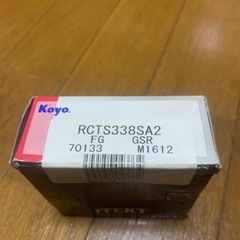 Koyo
RCTS338SA2
FG GSR
70133 M1612